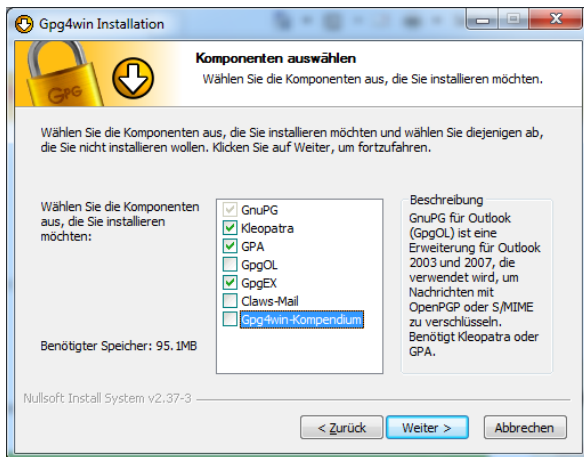 Gpg4win Installation
GPG
Komponenten auswählen
Wählen Sie die Komponenten aus, die Sie installieren möchten.
Wählen Sie die Komponenten aus, die Sie installieren möchten und wählen Sie diejenigen ab,
die Sie nicht installieren wollen. Klicken Sie auf Weiter, um fortzufahren.
Wählen Sie die Komponenten
aus, die Sie installieren
möchten:
GnuPG
Kleopatra
GPA
GpgOL
GpgEX
Claws-Mail
Gpg4win-Kompendium
Beschreibung
GnuPG für Outlook
(GpgOL) ist eine
Erweiterung für Outlook
2003 und 2007, die
verwendet wird, um
Nachrichten mit
OpenPGP oder S/MIME
zu verschlüsseln.
Benötigt Kleopatra oder
GPA.
Benötigter Speicher: 95.1MB
Nullsoft Install System v2.37-3
< Zurück
Weiter >
Abbrechen